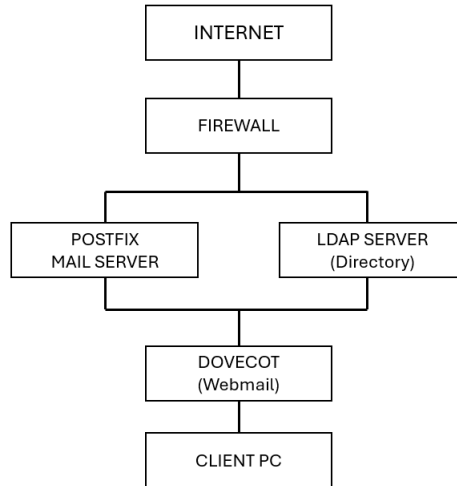 INTERNET
FIREWALL
POSTFIX
MAIL SERVER
LDAP SERVER
(Directory)
DOVECOT
(Webmail)
CLIENT PC